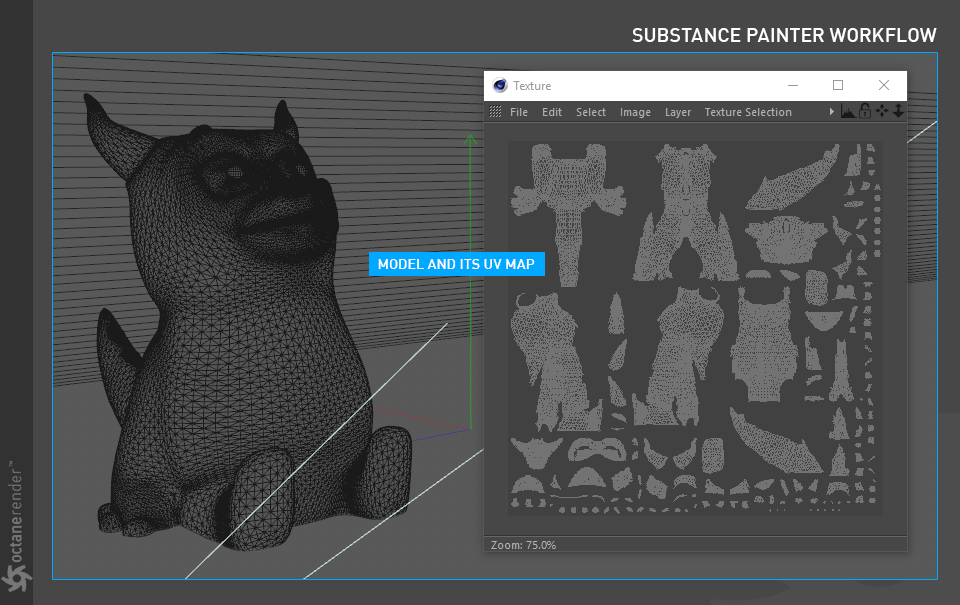 SUBSTANCE PAINTER WORKFLOW
Texture
File Edit Select Image Layer Texture Selection
MODEL AND ITS UV MAP
Zoom: 75.0%
octanerender™